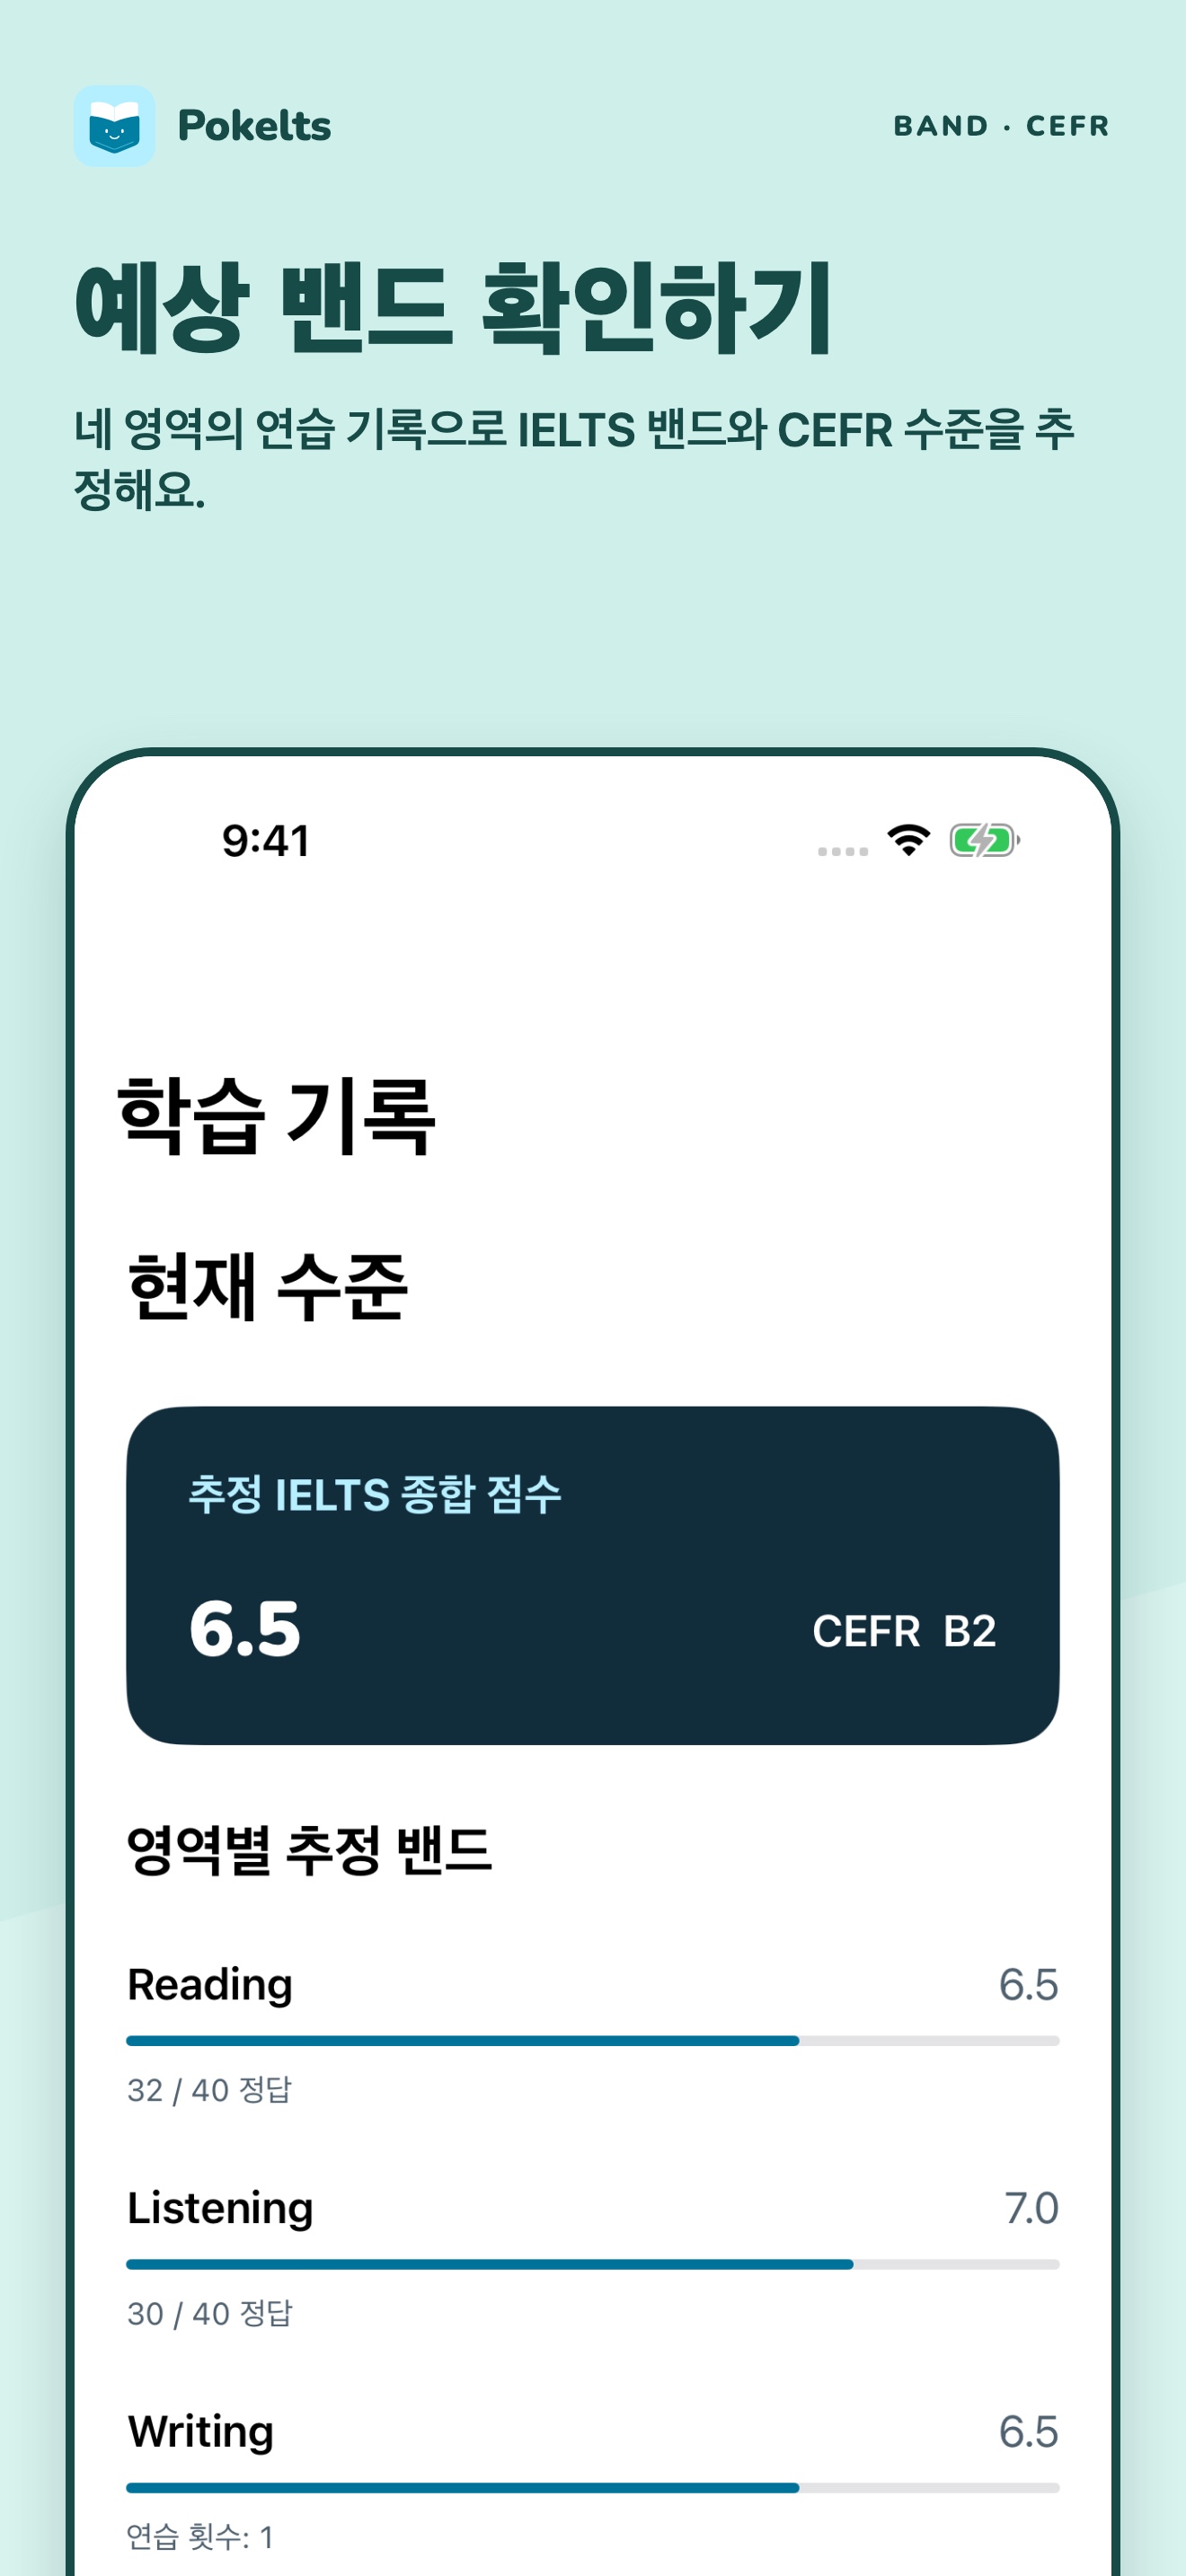 Pokelts
BAND · CEFR
예상 밴드 확인하기
네 영역의 연습 기록으로 IELTS 밴드와 CEFR 수준을 추
정해요.
9:41
학습 기록
현재 수준
추정 IELTS 종합 점수
6.5
CEFR B2
영역별 추정 밴드
Reading
6.5
32 / 40 정답
Listening
7.0
30 / 40 정답
Writing
6.5
연습 횟수: 1